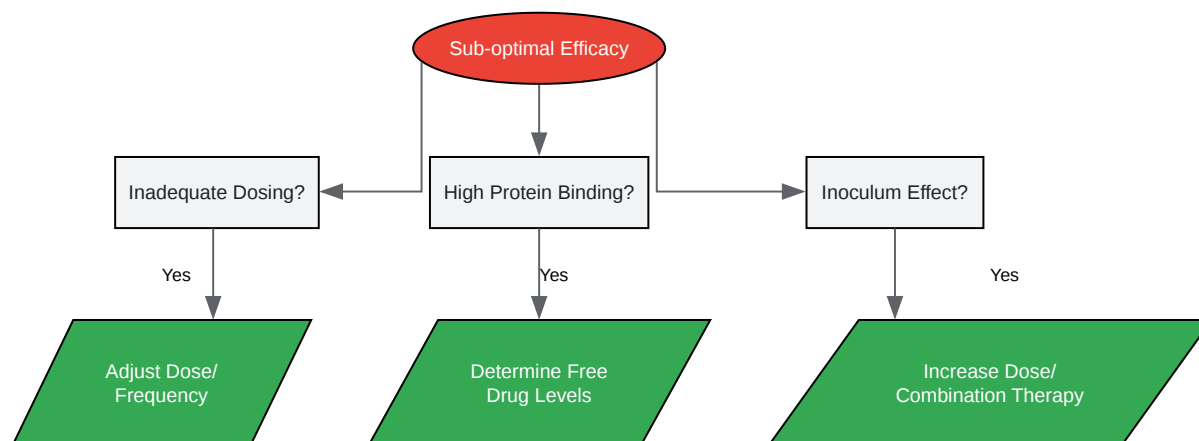 Sub-optimal Efficacy
Inadequate Dosing?
High Protein Binding?
Inoculum Effect?
Yes
Yes
Yes
Adjust Dose/
Frequency
Determine Free
Drug Levels
Increase Dose/
Combination Therapy